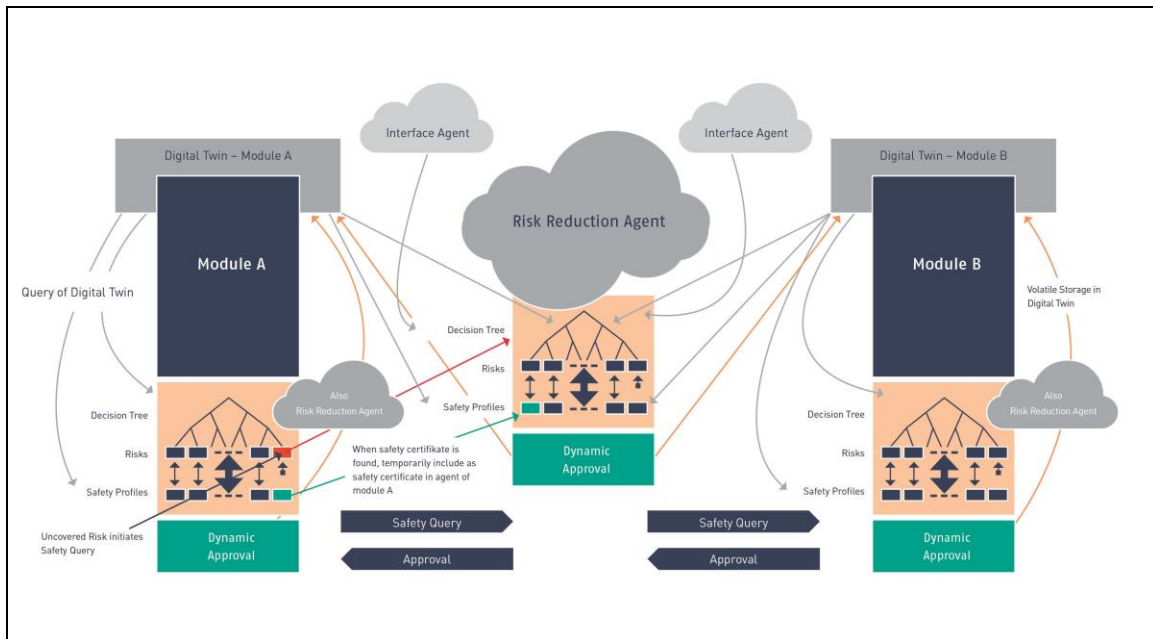 Interface Agent
Interface Agent
Digital Twin – Module A
Digital Twin – Module B
Risk Reduction Agent
Module A
Module B
Query of Digital Twin
Volatile Storage in
Digital Twin
Decision Tree
Risks
Safety Profiles
Also
Risk Reduction Agent
Also
Risk Reduction Agent
Decision Tree
Risks
Safety Profiles
Decision Tree
Risks
Safety Profiles
When safety certifikate is
found, temporarily include as
safety certificate in agent of
module A
Dynamic
Approval
Uncovered Risk initiates
Safety Query
Dynamic
Approval
Safety Query
Approval
Safety Query
Approval
Dynamic
Approval